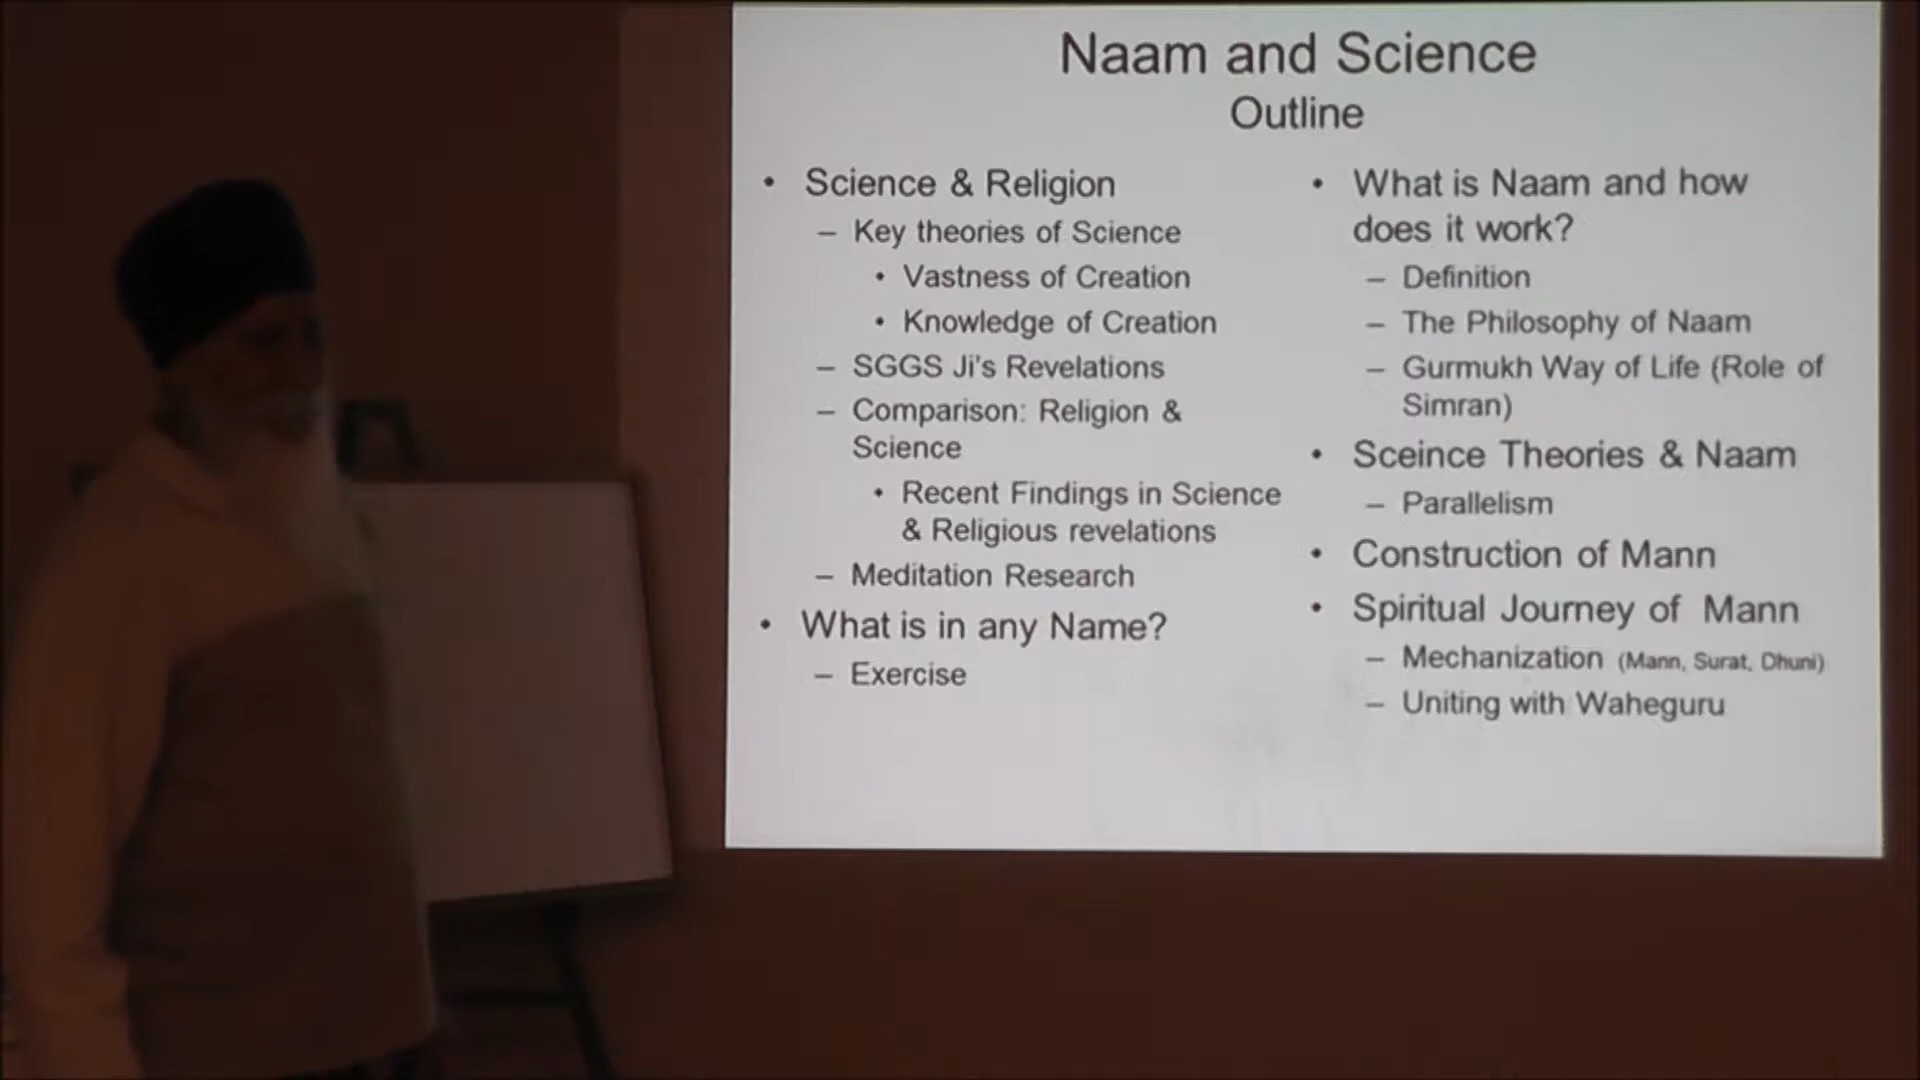 Naam and Science
Outline
• Science & Religion
– Key theories of Science
• Vastness of Creation
• Knowledge of Creation
– SGGS Ji's Revelations
– Comparison: Religion &
Science
• Recent Findings in Science
& Religious revelations
– Meditation Research
• What is in any Name?
– Exercise
• What is Naam and how
does it work?
– Definition
– The Philosophy of Naam
– Gurmukh Way of Life (Role of
Simran)
• Sceince Theories & Naam
– Parallelism
• Construction of Mann
• Spiritual Journey of Mann
– Mechanization (Mann, Surat, Dhuni)
– Uniting with Waheguru